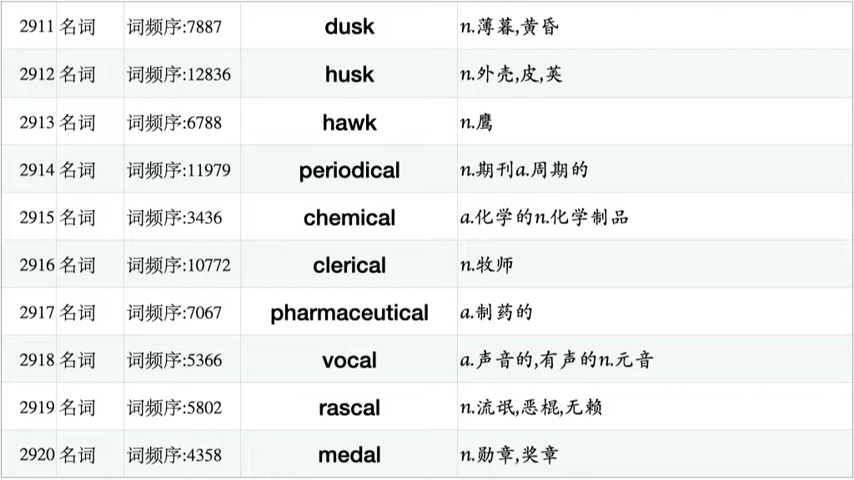 2911 名词 词频序:7887 dusk n.薄暮,黄昏
2912 名词 词频序:12836 husk n.外壳,皮,荚
2913 名词 词频序:6788 hawk n.鹰
2914 名词 词频序:11979 periodical n.期刊a.周期的
2915 名词 词频序:3436 chemical a.化学的n.化学制品
2916 名词 词频序:10772 clerical n.牧师
2917 名词 词频序:7067 pharmaceutical a.制药的
2918 名词 词频序:5366 vocal a.声音的,有声的n.元音
2919 名词 词频序:5802 rascal n.流氓,恶棍,无赖
2920 名词 词频序:4358 medal n.勋章,奖章